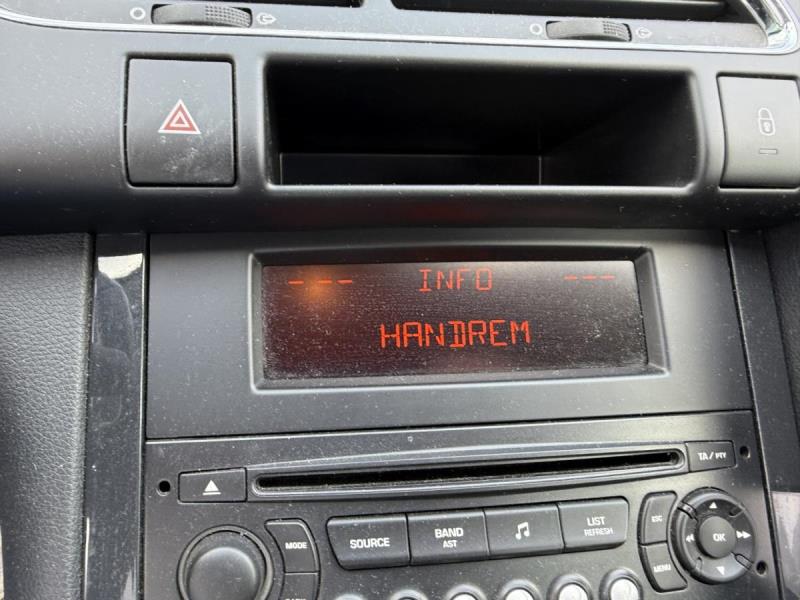 --- INFO ---
HANDREM
TA/PTY
SOURCE
BAND
AST
LIST
REFRESH
MODE
ESC
MENU
OK